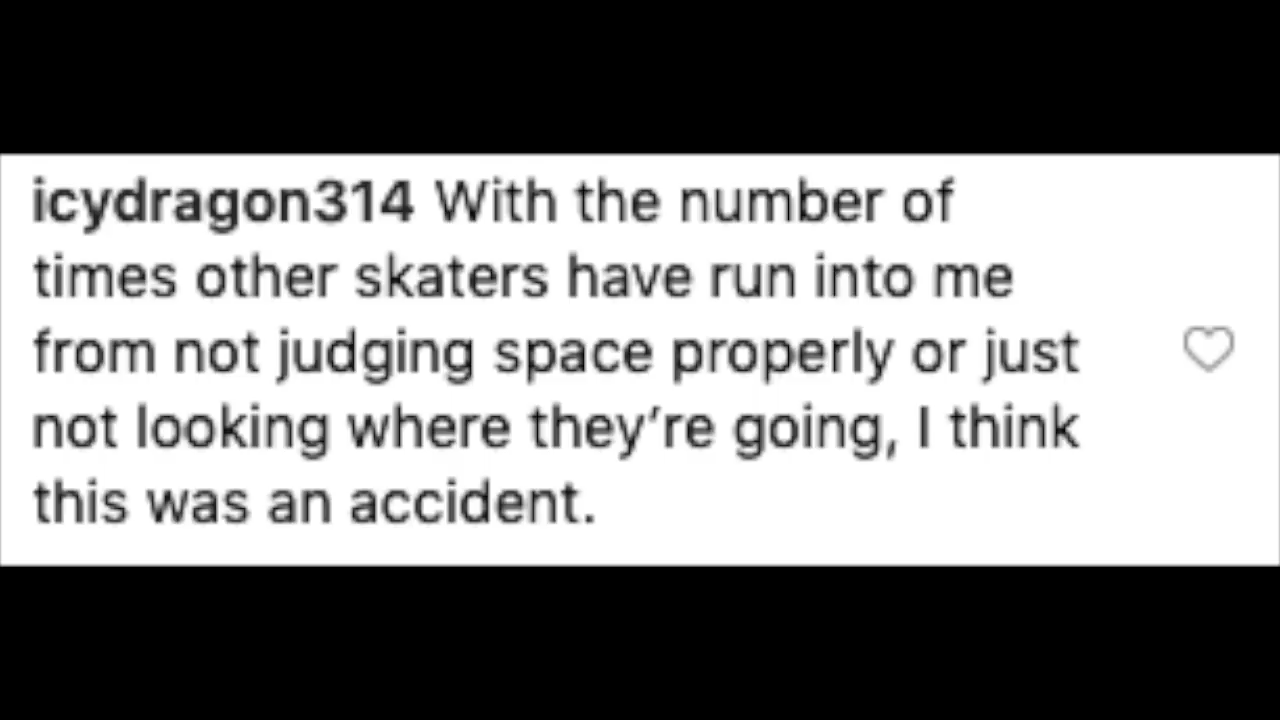 icydragon314 With the number of
times other skaters have run into me
from not judging space properly or just
not looking where they’re going, I think
this was an accident.